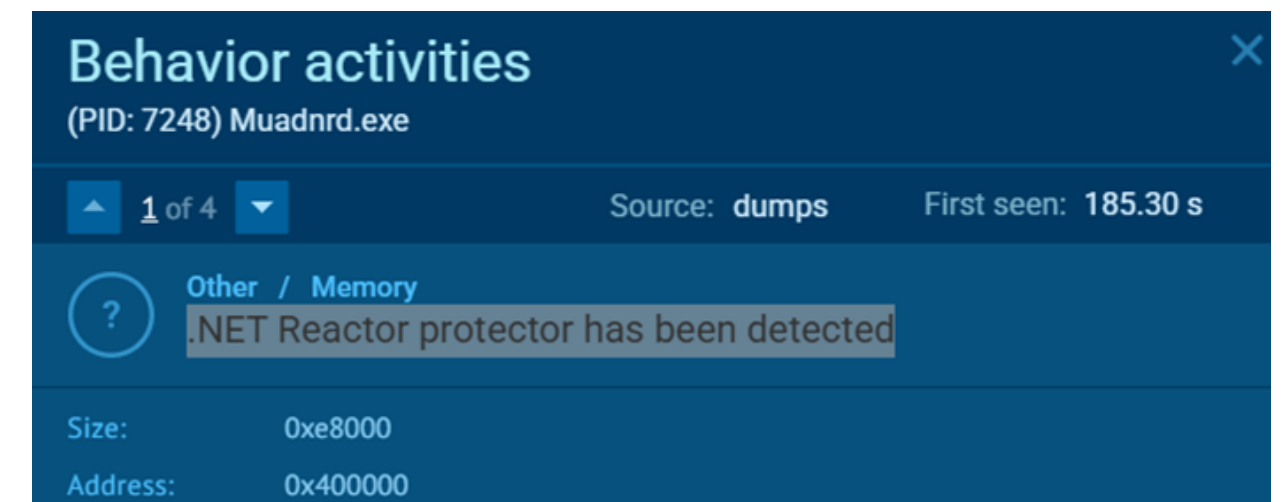 Behavior activities
(PID: 7248) Muadnrd.exe
1 of 4 Source: dumps First seen: 185.30 s
?
Other / Memory
.NET Reactor protector has been detected
Size: 0xe8000
Address: 0x400000